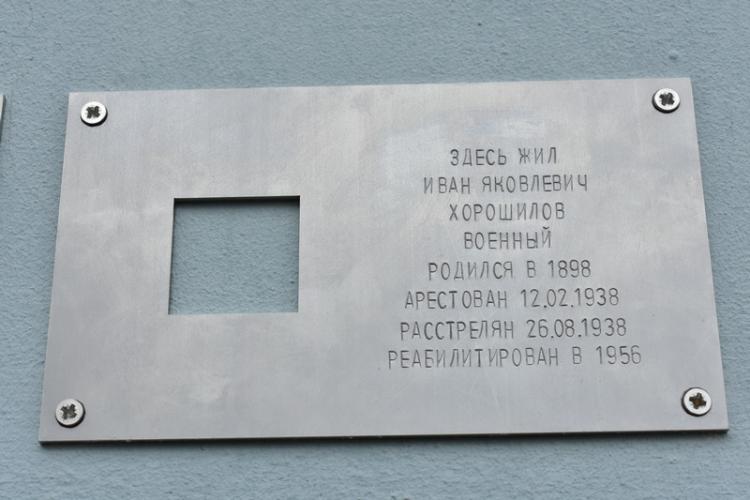 ЗДЕСЬ ЖИЛ
ИВАН ЯКОВЛЕВИЧ
ХОРОШИЛОВ
ВОЕННЫЙ
РОДИЛСЯ В 1898
АРЕСТОВАН 12.02.1938
РАССТРЕЛЯН 26.08.1938
РЕАБИЛИТИРОВАН В 1956